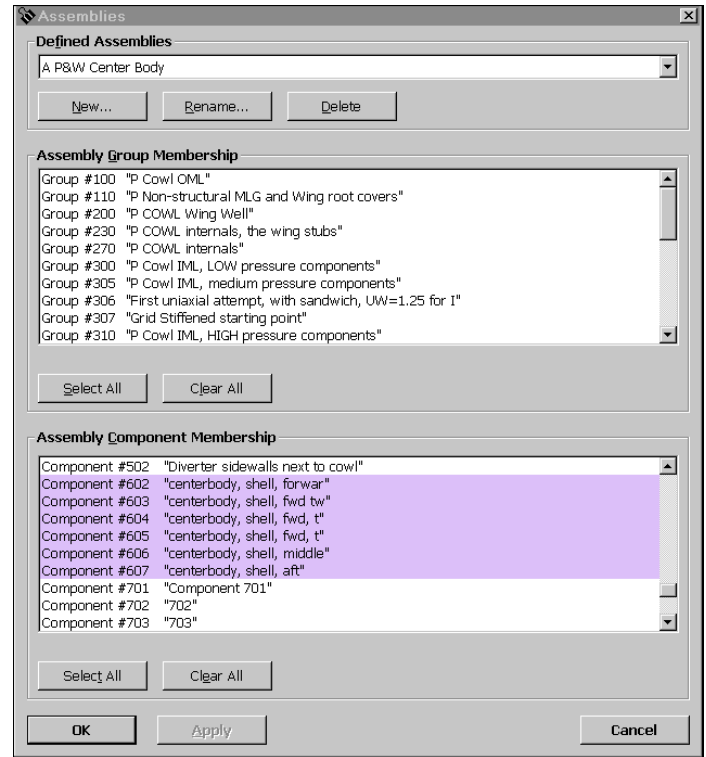 Assemblies
Defined Assemblies
A P&W Center Body
New... Rename... Delete
Assembly Group Membership
Group #100 "P Cowl OML"
Group #110 "P Non-structural MLG and Wing root covers"
Group #200 "P COWL Wing Well"
Group #230 "P COWL internals, the wing stubs"
Group #270 "P COWL internals"
Group #300 "P Cowl IML, LOW pressure components"
Group #305 "P Cowl IML, medium pressure components"
Group #306 "First uniaxial attempt, with sandwich, UW=1.25 for I"
Group #307 "Grid Stiffened starting point"
Group #310 "P Cowl IML, HIGH pressure components"
Select All Clear All
Assembly Component Membership
Component #502 "Diverter sidewalls next to cowl"
Component #602 "centerbody, shell, forwar"
Component #603 "centerbody, shell, fwd tw"
Component #604 "centerbody, shell, fwd, t"
Component #605 "centerbody, shell, fwd, t"
Component #606 "centerbody, shell, middle"
Component #607 "centerbody, shell, aft"
Component #701 "Component 701"
Component #702 "702"
Component #703 "703"
Select All Clear All
OK Apply Cancel